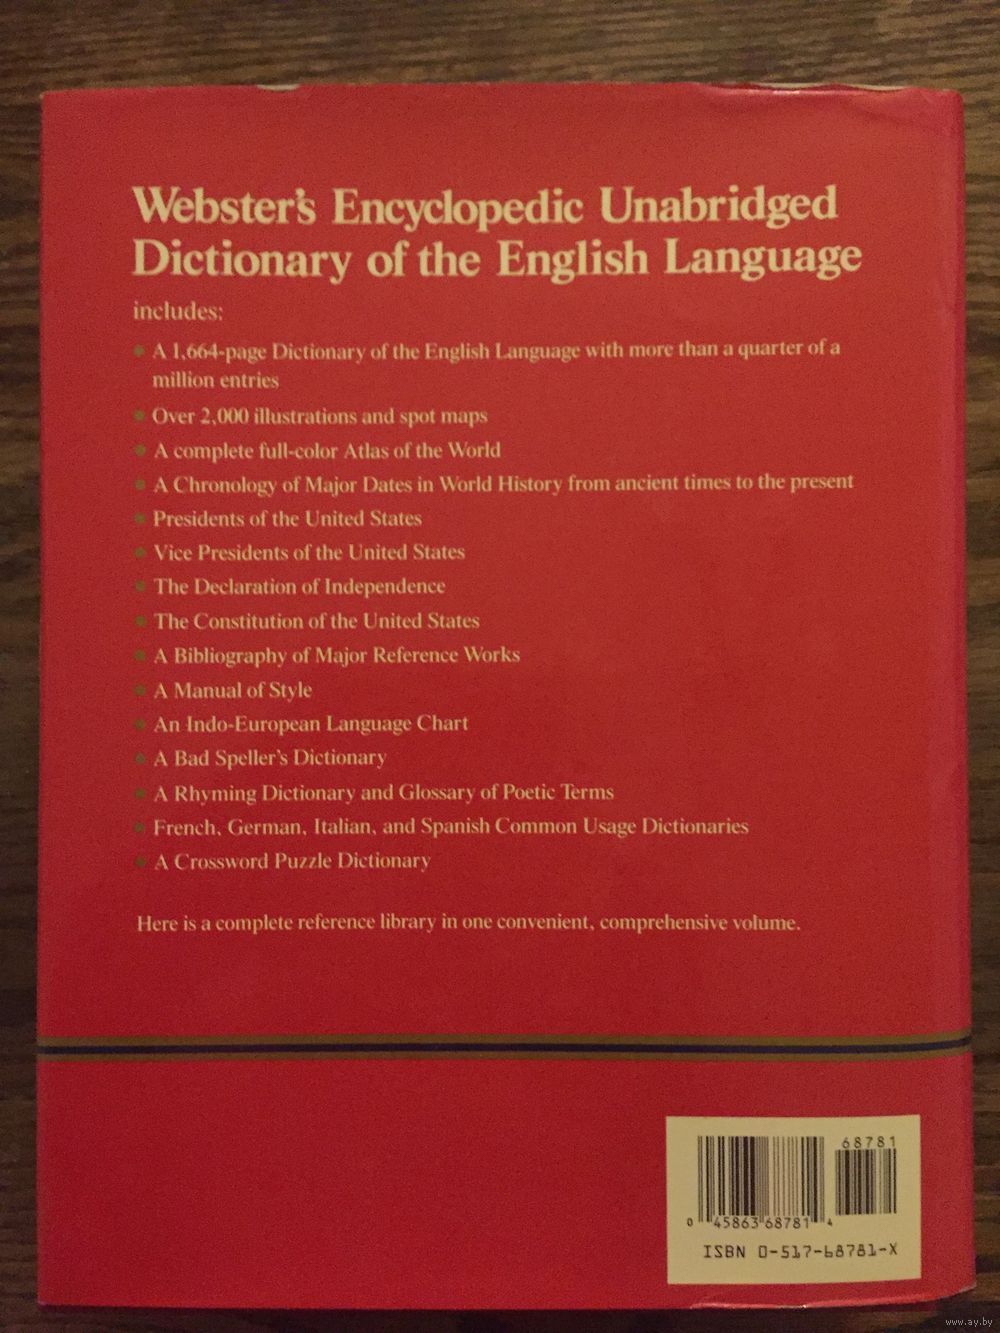 Webster's Encyclopedic Unabridged
Dictionary of the English Language
includes:
• A 1,664-page Dictionary of the English Language with more than a quarter of a
million entries
• Over 2,000 illustrations and spot maps
• A complete full-color Atlas of the World
• A Chronology of Major Dates in World History from ancient times to the present
• Presidents of the United States
• Vice Presidents of the United States
• The Declaration of Independence
• The Constitution of the United States
• A Bibliography of Major Reference Works
• A Manual of Style
• An Indo-European Language Chart
• A Bad Speller's Dictionary
• A Rhyming Dictionary and Glossary of Poetic Terms
• French, German, Italian, and Spanish Common Usage Dictionaries
• A Crossword Puzzle Dictionary
Here is a complete reference library in one convenient, comprehensive volume.
68781
0 45863 68781 4
ISBN 0-517-68781-X
www.ay.by